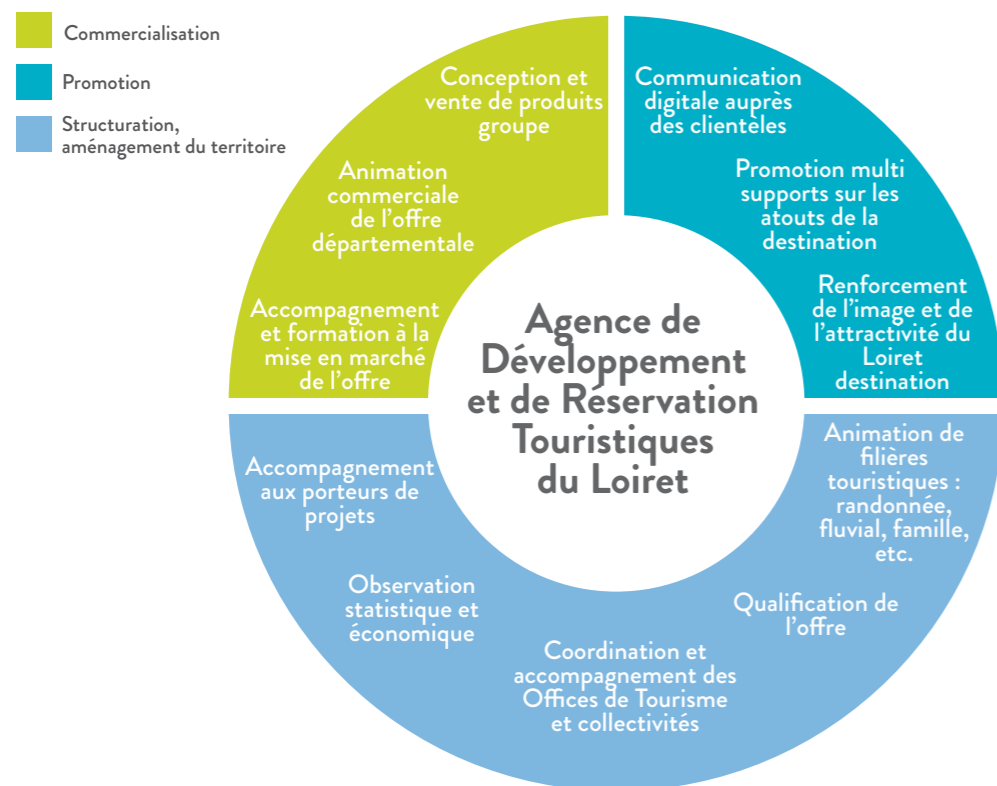 Commercialisation
Promotion
Structuration,
aménagement du territoire
Conception et
vente de produits
groupe
Animation
commerciale
de l’offre
départementale
Accompagnement
et formation à la
mise en marché
de l’offre
Communication
digitale auprès
des clientèles
Promotion multi
supports sur les
atouts de la
destination
Renforcement
de l’image et de
l’attractivité du
Loiret
destination
Agence de
Développement
et de Réservation
Touristiques
du Loiret
Accompagnement
aux porteurs de
projets
Observation
statistique et
économique
Coordination et
accompagnement des
Offices de Tourisme
et collectivités
Qualification de
l’offre
Animation de
filières
touristiques :
randonnée,
fluvial, famille,
etc.